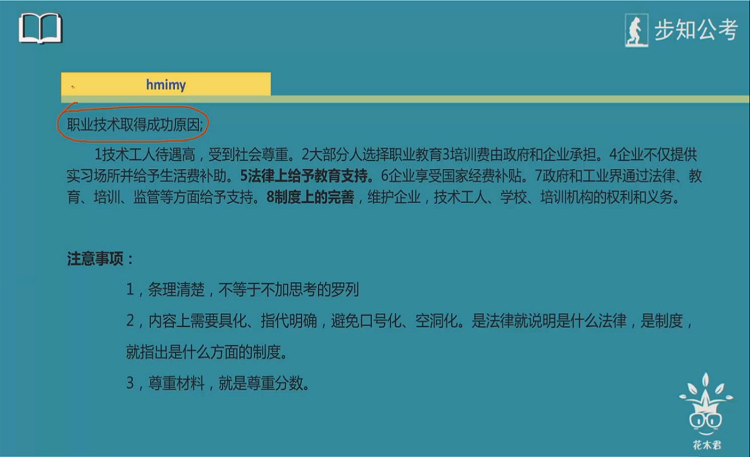 步知公考
hmimy
职业技术取得成功原因;
1技术工人待遇高，受到社会尊重。2大部分人选择职业教育3培训费由政府和企业承担。4企业不仅提供
实习场所并给予生活费补助。5法律上给予教育支持。6企业享受国家经费补贴。7政府和工业界通过法律、教
育、培训、监管等方面给予支持。8制度上的完善，维护企业，技术工人、学校、培训机构的权利和义务。
注意事项：
1，条理清楚，不等于不加思考的罗列
2，内容上需要具化、指代明确，避免口号化、空洞化。是法律就说明是什么法律，是制度，
就指出是什么方面的制度。
3，尊重材料，就是尊重分数。
花木君